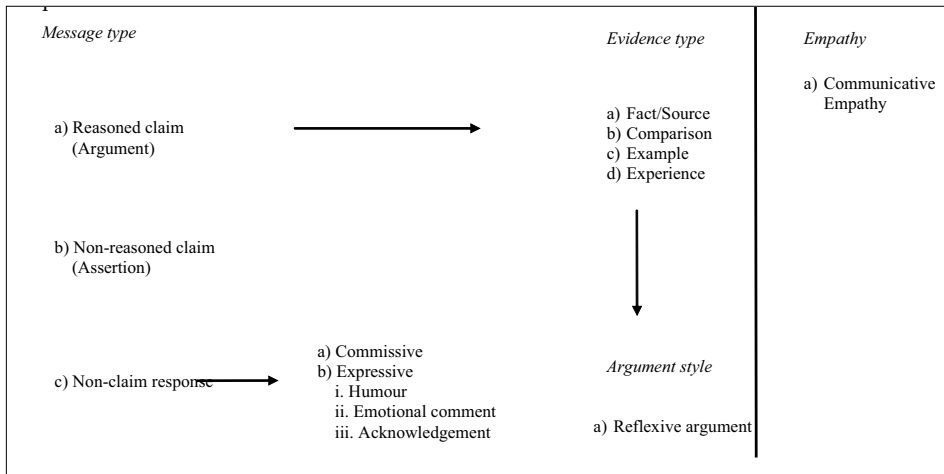 Message type
Evidence type
Empathy
a) Communicative
Empathy
a) Reasoned claim
(Argument)
a) Fact/Source
b) Comparison
c) Example
d) Experience
b) Non-reasoned claim
(Assertion)
c) Non-claim response
a) Commissive
b) Expressive
i. Humour
ii. Emotional comment
iii. Acknowledgement
Argument style
a) Reflexive argument